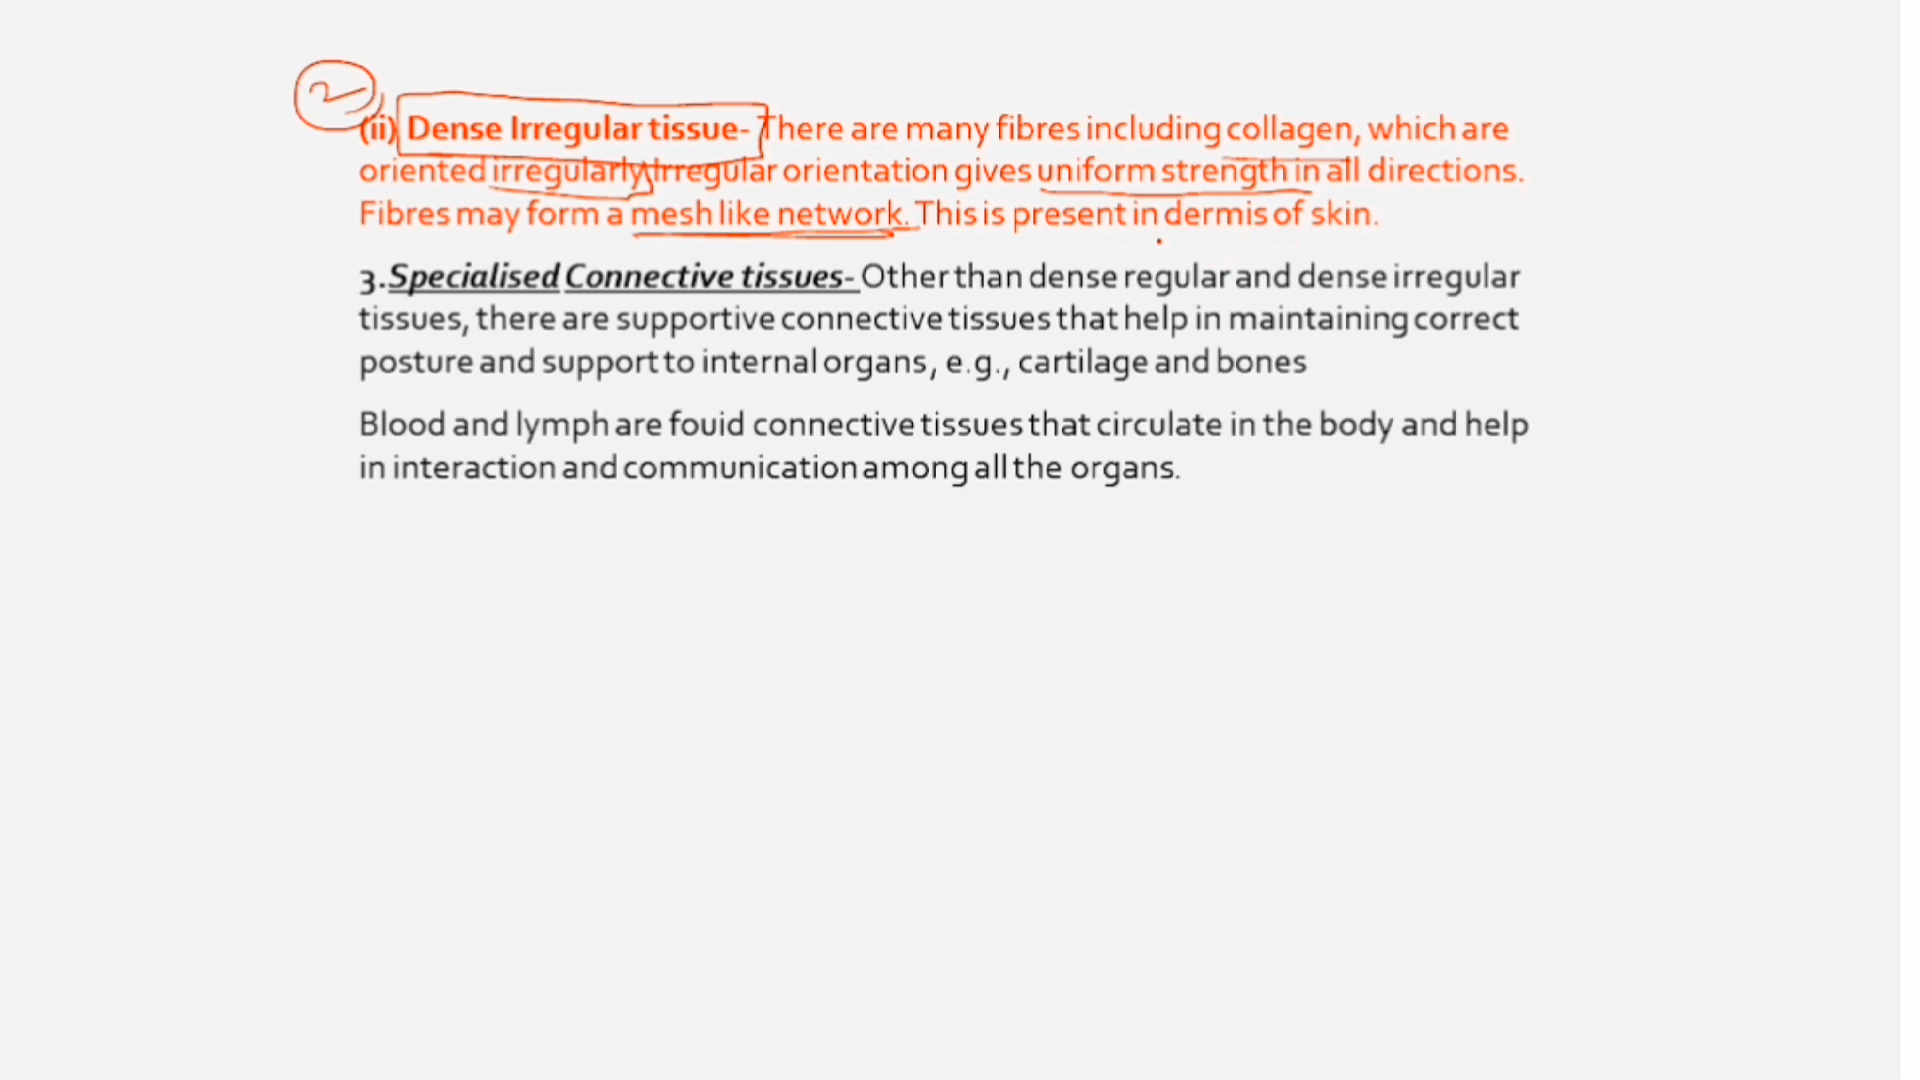 2
(ii) Dense Irregular tissue- There are many fibres including collagen, which are
oriented irregularly. Irregular orientation gives uniform strength in all directions.
Fibres may form a mesh like network. This is present in dermis of skin.
3.Specialised Connective tissues- Other than dense regular and dense irregular
tissues, there are supportive connective tissues that help in maintaining correct
posture and support to internal organs, e.g., cartilage and bones
Blood and lymph are fouid connective tissues that circulate in the body and help
in interaction and communication among all the organs.